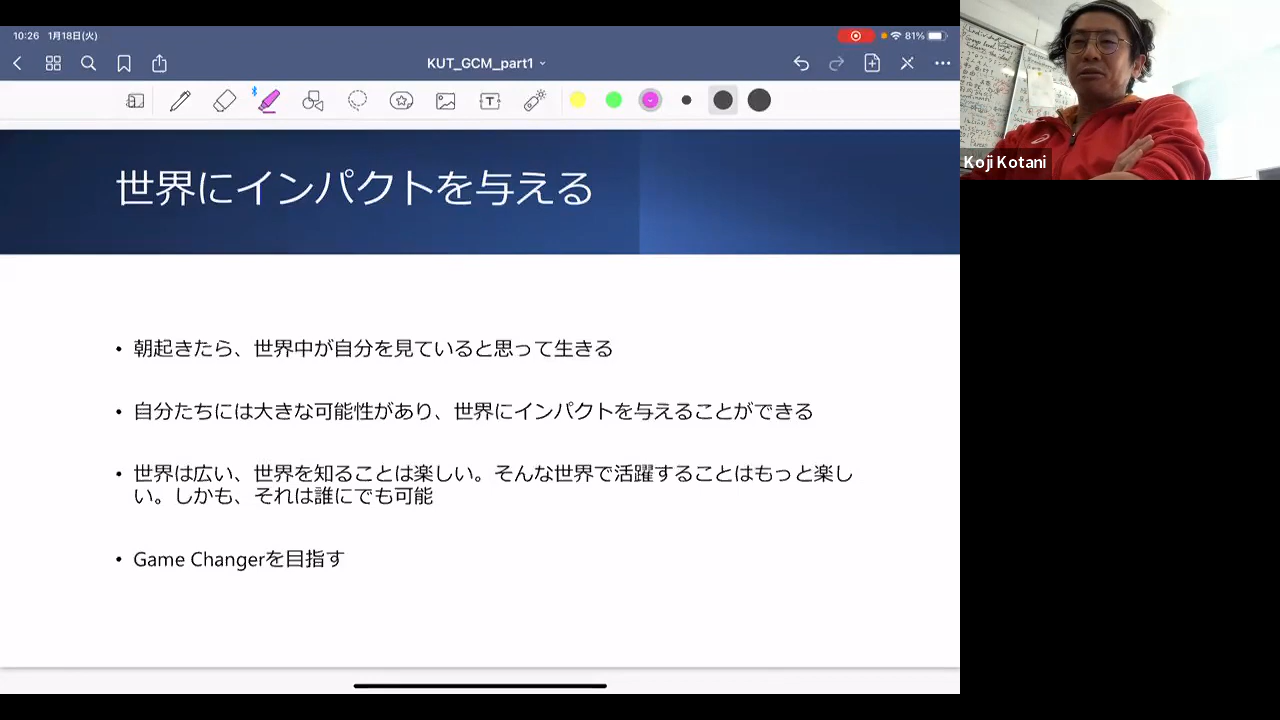 10:26 1月18日(火)
81%
KUT_GCM_part1
T
世界にインパクトを与える
• 朝起きたら、世界中が自分を見ていると思って生きる
• 自分たちには大きな可能性があり、世界にインパクトを与えることができる
• 世界は広い、世界を知ることは楽しい。そんな世界で活躍することはもっと楽し
い。しかも、それは誰にでも可能
• Game Changerを目指す
Koji Kotani